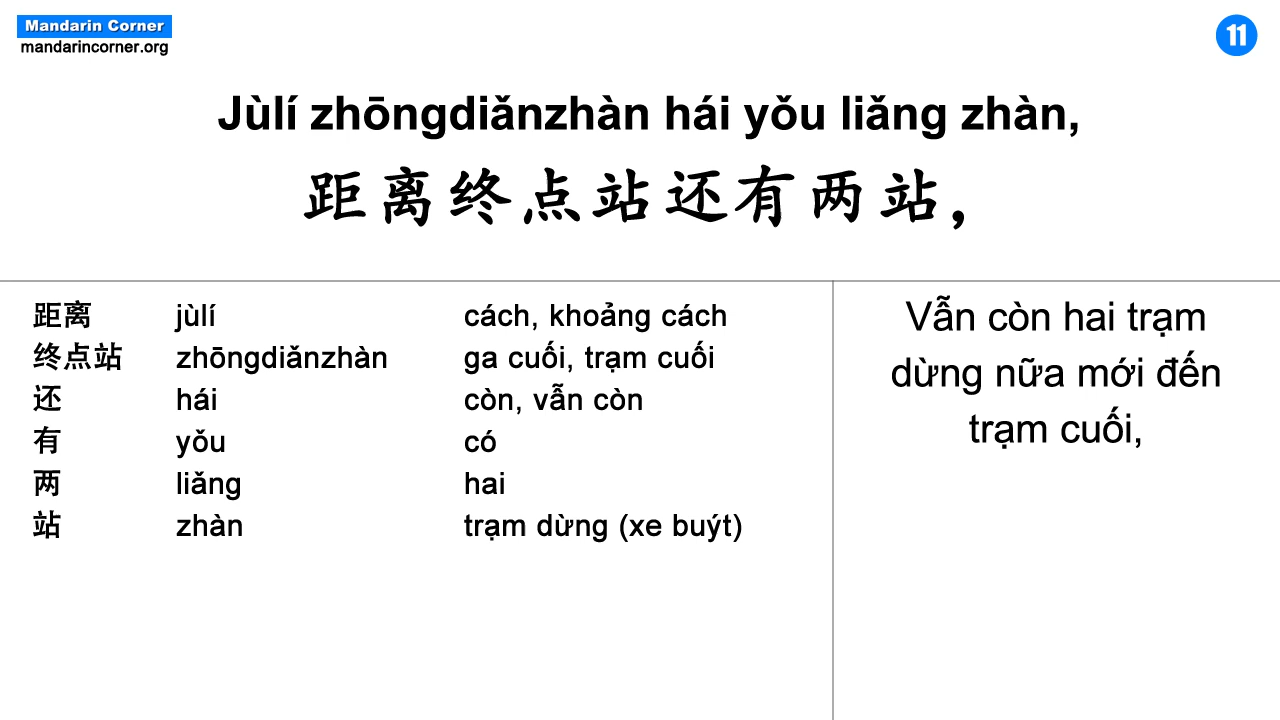 Mandarin Corner
mandarincorner.org
11
Jùlí zhōngdiǎnzhàn hái yǒu liǎng zhàn,
距离终点站还有两站，
距离 jùlí cách, khoảng cách
终点站 zhōngdiǎnzhàn ga cuối, trạm cuối
还 hái còn, vẫn còn
有 yǒu có
两 liǎng hai
站 zhàn trạm dừng (xe buýt)
Vẫn còn hai trạm
dừng nữa mới đến
trạm cuối,